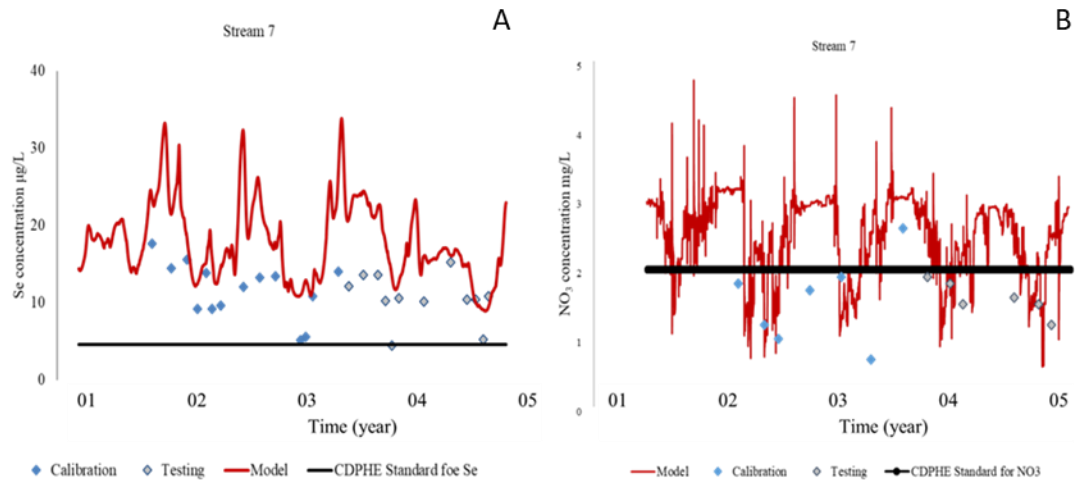 A
Stream 7
40
30
20
10
0
Se concentration µg/L
01 02 03 04 05
Time (year)
Calibration Testing Model CDPHE Standard foe Se
B
Stream 7
5
4
3
2
1
0
NO3 concentration mg/L
01 02 03 04 05
Time (year)
Model Calibration Testing CDPHE Standard for NO3